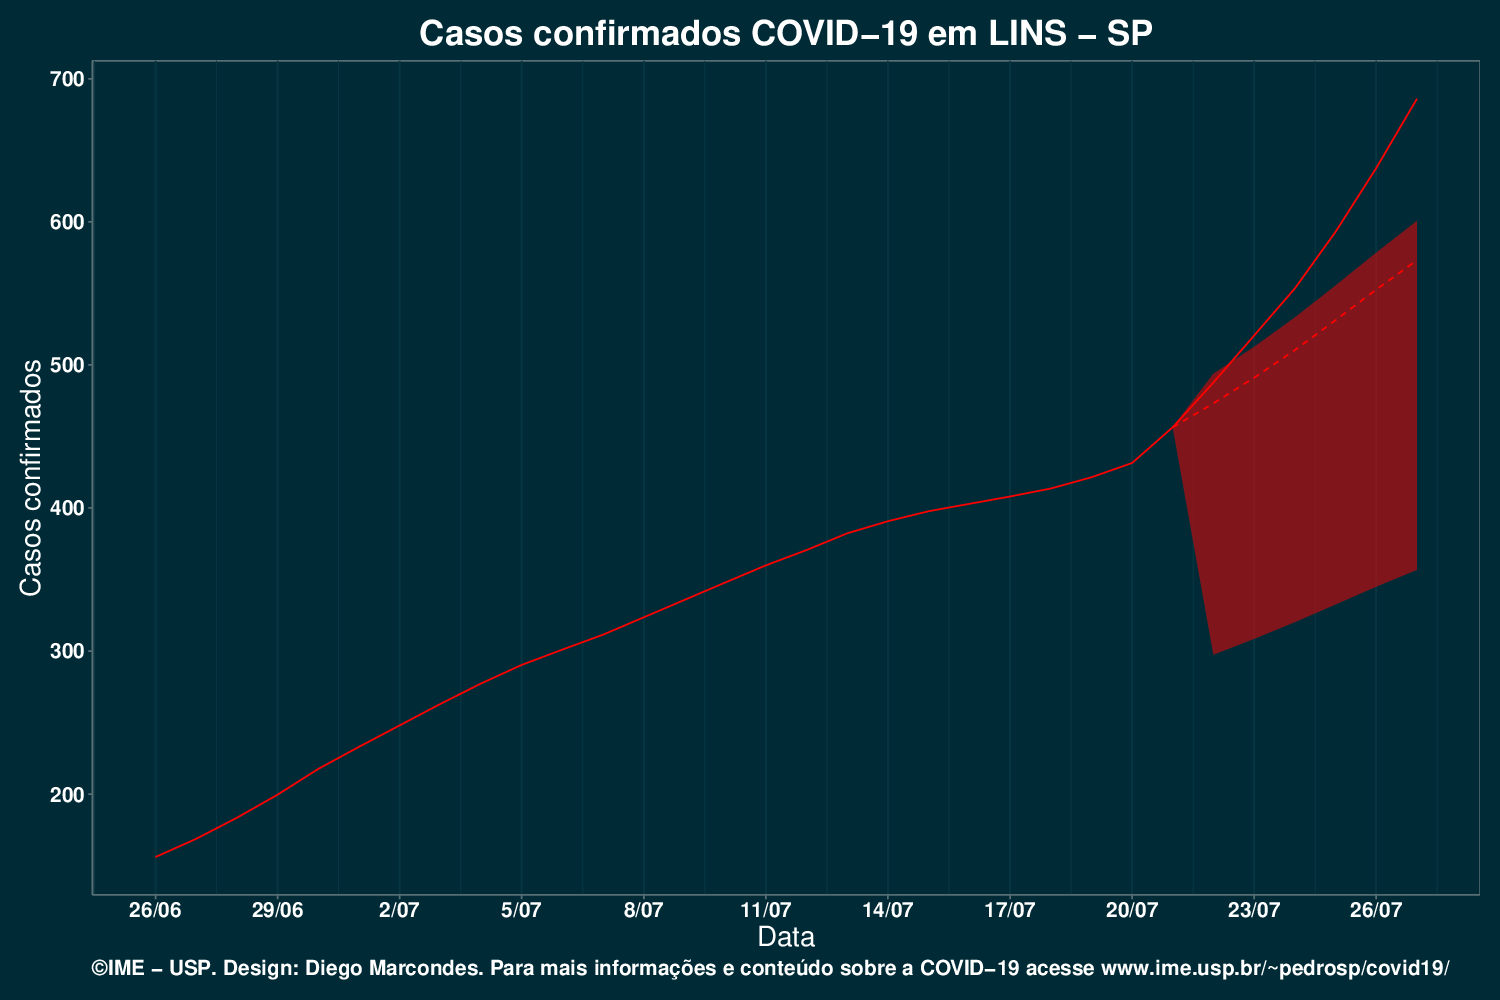 Casos confirmados COVID−19 em LINS − SP
Casos confirmados
700
600
500
400
300
200
26/06 29/06 2/07 5/07 8/07 11/07 14/07 17/07 20/07 23/07 26/07
Data
©IME − USP. Design: Diego Marcondes. Para mais informações e conteúdo sobre a COVID−19 acesse www.ime.usp.br/~pedrosp/covid19/